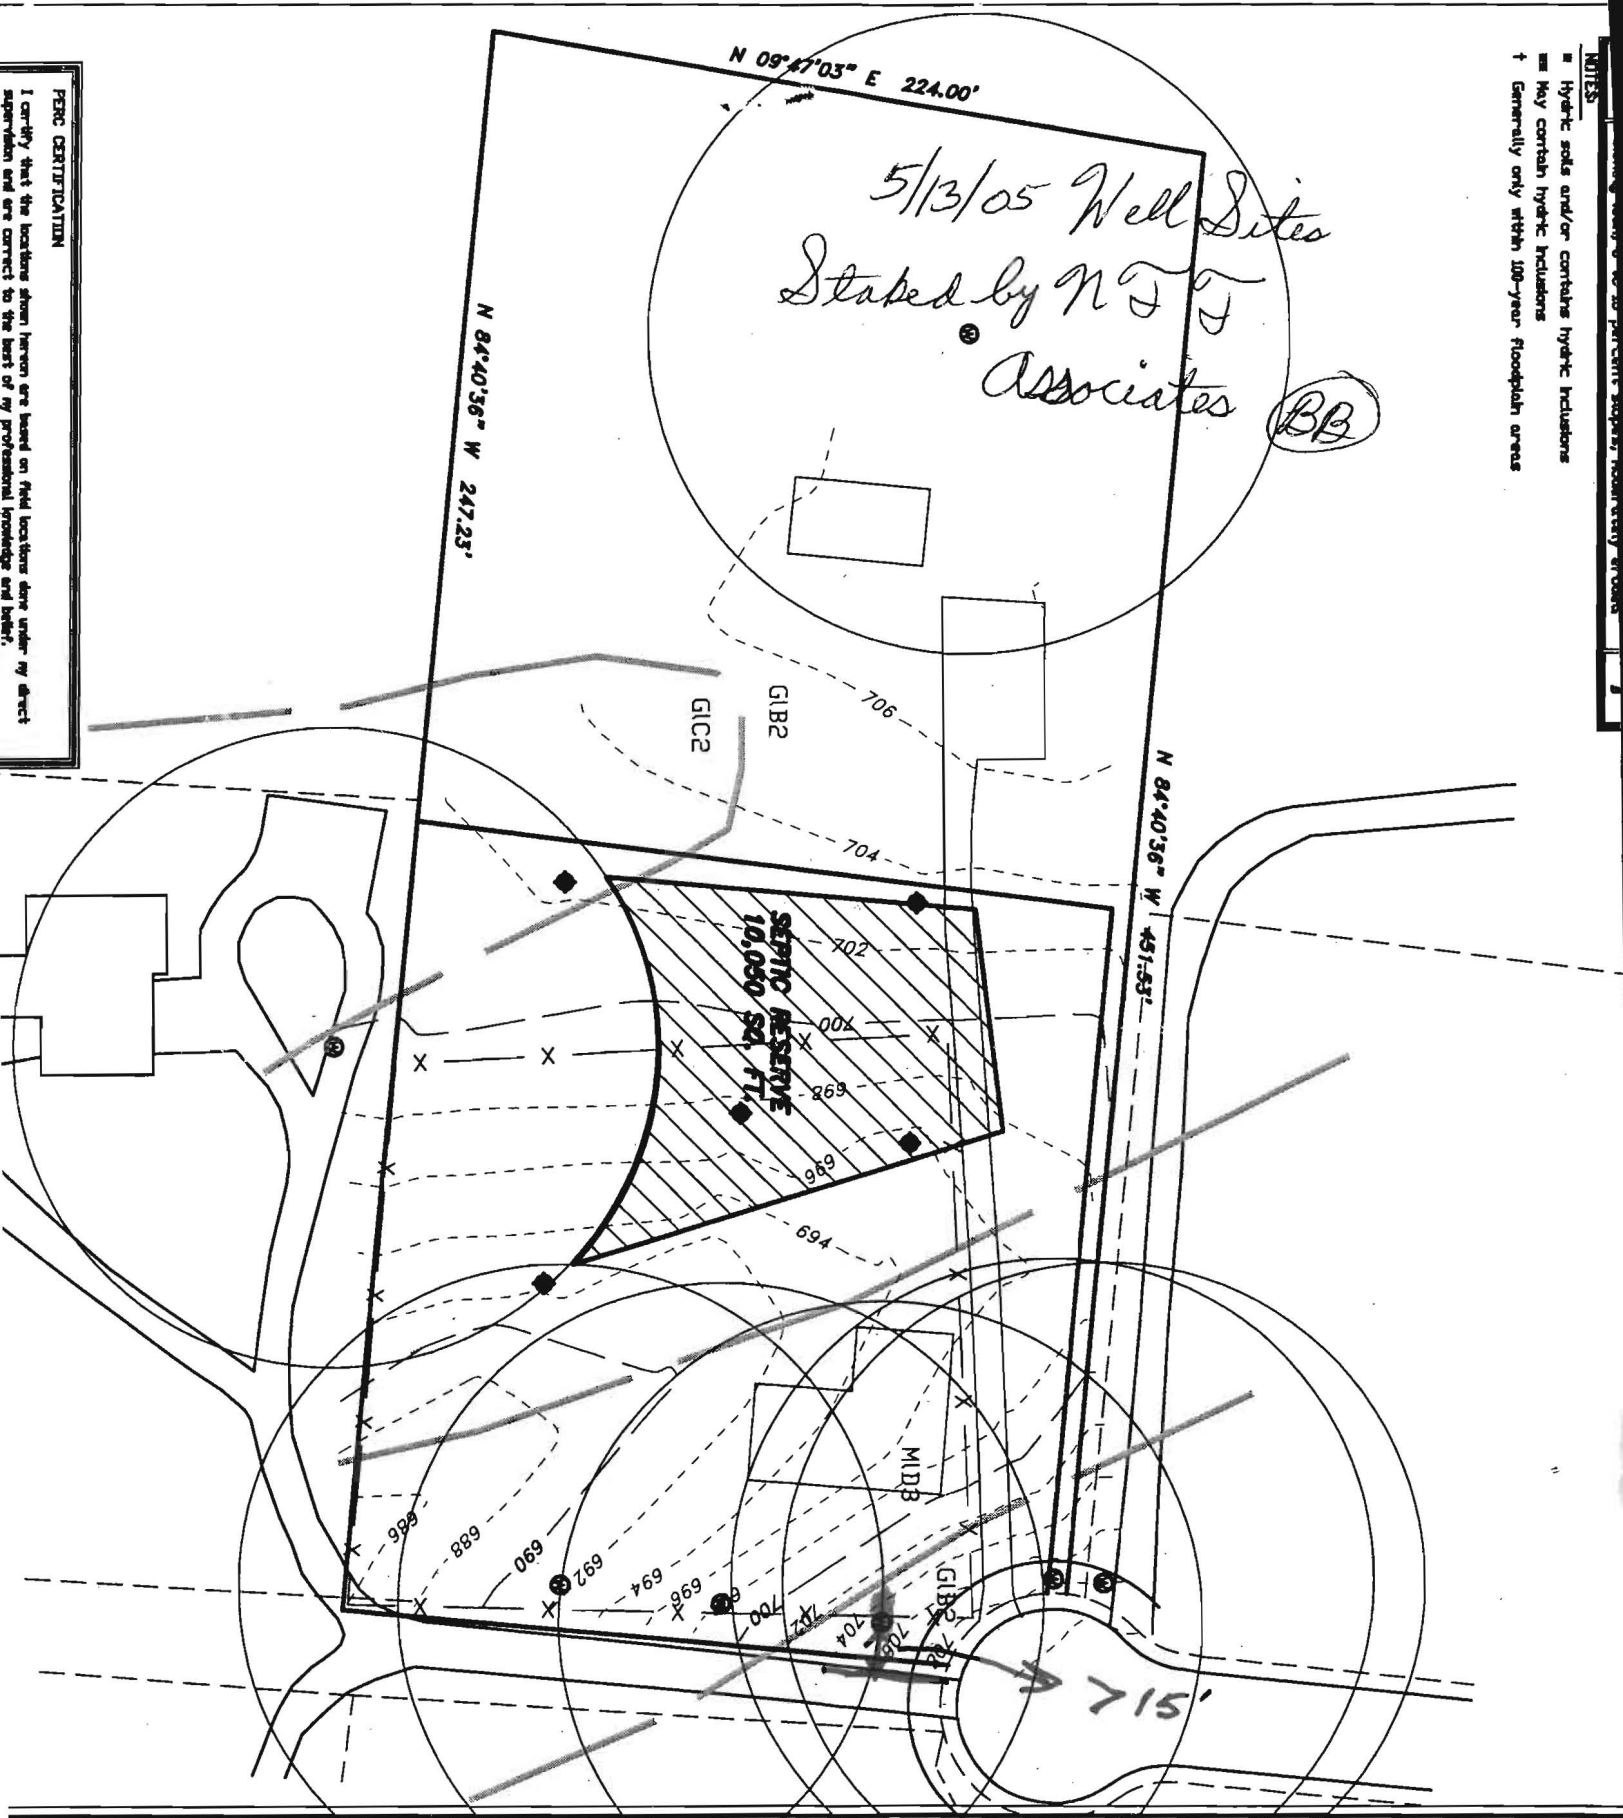 NOTES
¤ Hydric soils and/or contains hydric inclusions
¤¤ May contain hydric inclusions
† Generally only within 100-year floodplain areas
N 09°47'03" E 224.00'
5/13/05 Well Sites
Staked by NTT
Associates
BB
N 84°40'36" W 247.23'
N 84°40'36" W 451.53'
PERC CERTIFICATION
I certify that the locations shown hereon are based on field locations done under my direct
supervision and are correct to the best of my professional knowledge and belief.
GlB2
GlC2
706
704
702
700
698
696
694
SEPTIC RESERVE
10,050 SQ. FT.
MlD3
GlB2
686
688
690
692
694
696
700
702
704
706
>15'